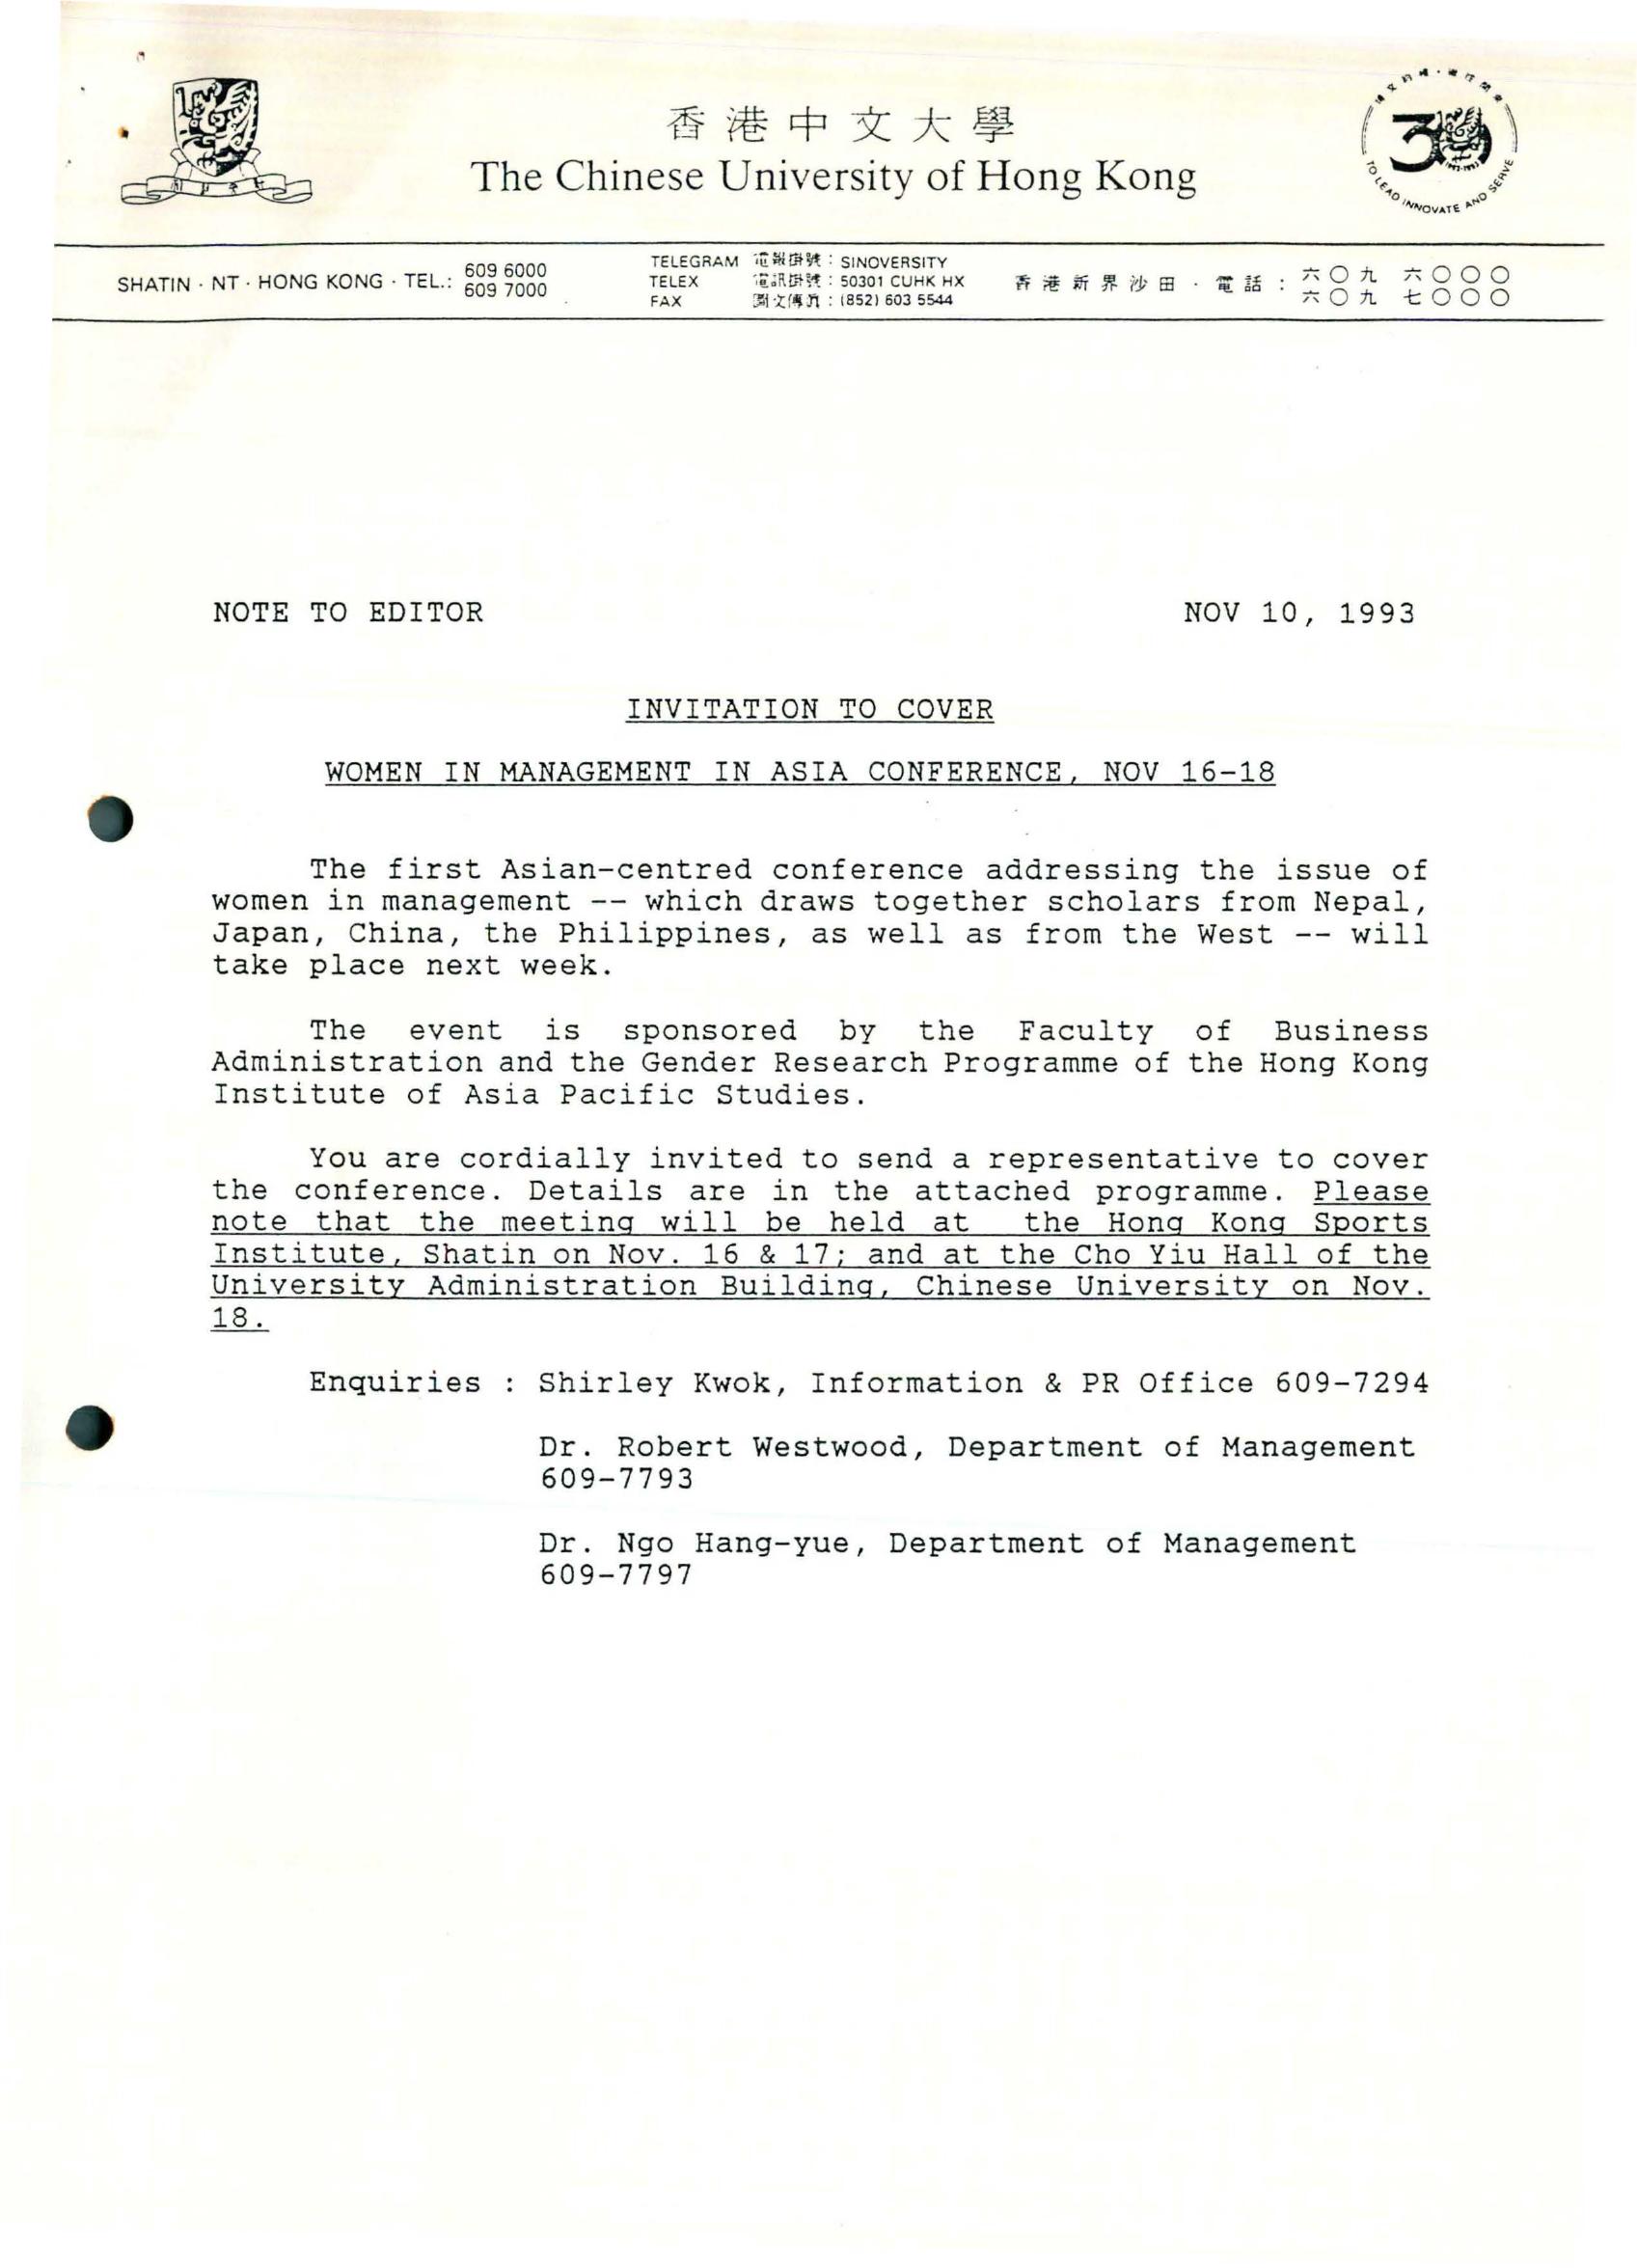 香港中文大學
The Chinese University of Hong Kong
30
TO LEAD INNOVATE AND SERVE
SHATIN · NT · HONG KONG · TEL.: 609 6000
609 7000
TELEGRAM 電報掛號 : SINOVERSITY
TELEX 電訊掛號 : 50301 CUHK HX
FAX 圖文傳真 : (852) 603 5544
香港新界沙田 · 電話 : 六〇九 六〇〇〇
六〇九 七〇〇〇
NOTE TO EDITOR NOV 10, 1993
INVITATION TO COVER
WOMEN IN MANAGEMENT IN ASIA CONFERENCE, NOV 16-18
The first Asian-centred conference addressing the issue of
women in management -- which draws together scholars from Nepal,
Japan, China, the Philippines, as well as from the West -- will
take place next week.
The event is sponsored by the Faculty of Business
Administration and the Gender Research Programme of the Hong Kong
Institute of Asia Pacific Studies.
You are cordially invited to send a representative to cover
the conference. Details are in the attached programme. Please
note that the meeting will be held at the Hong Kong Sports
Institute, Shatin on Nov. 16 & 17; and at the Cho Yiu Hall of the
University Administration Building, Chinese University on Nov.
18.
Enquiries : Shirley Kwok, Information & PR Office 609-7294
Dr. Robert Westwood, Department of Management
609-7793
Dr. Ngo Hang-yue, Department of Management
609-7797